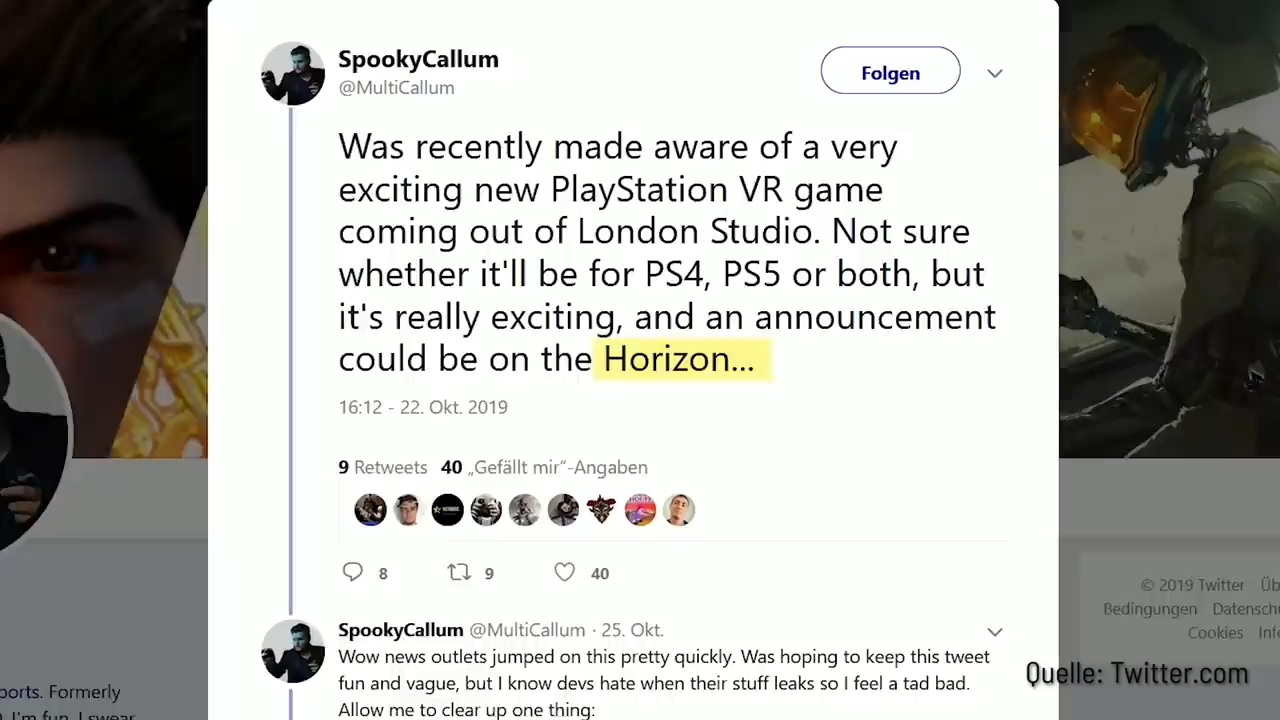 SpookyCallum
@MultiCallum
Folgen
Was recently made aware of a very
exciting new PlayStation VR game
coming out of London Studio. Not sure
whether it'll be for PS4, PS5 or both, but
it's really exciting, and an announcement
could be on the Horizon...
16:12 - 22. Okt. 2019
9 Retweets 40 „Gefällt mir“-Angaben
8 9 40
SpookyCallum @MultiCallum · 25. Okt.
Wow news outlets jumped on this pretty quickly. Was hoping to keep this tweet
fun and vague, but I know devs hate when their stuff leaks so I feel a tad bad.
Allow me to clear up one thing:
© 2019 Twitter
Bedingungen
Cookies
Quelle: Twitter.com
Formerly
I'm fun, I swear